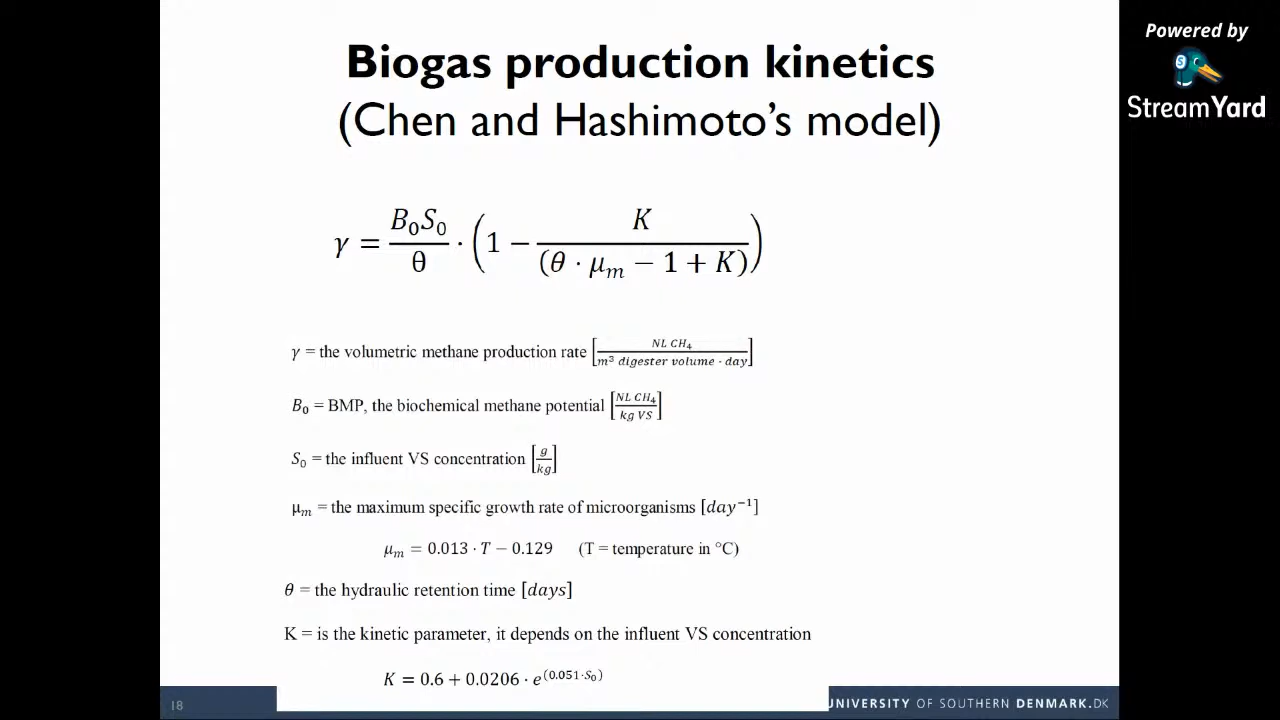 Powered by
StreamYard
Biogas production kinetics
(Chen and Hashimoto's model)
γ = B₀S₀/θ · (1 − K/(θ · μₘ − 1 + K))
γ = the volumetric methane production rate [NL CH₄/m³ digester volume · day]
B₀ = BMP, the biochemical methane potential [NL CH₄/kg VS]
S₀ = the influent VS concentration [g/kg]
μₘ = the maximum specific growth rate of microorganisms [day⁻¹]
μₘ = 0.013 · T − 0.129 (T = temperature in °C)
θ = the hydraulic retention time [days]
K = is the kinetic parameter, it depends on the influent VS concentration
K = 0.6 + 0.0206 · e^(0.051·S₀)
18
UNIVERSITY OF SOUTHERN DENMARK.DK